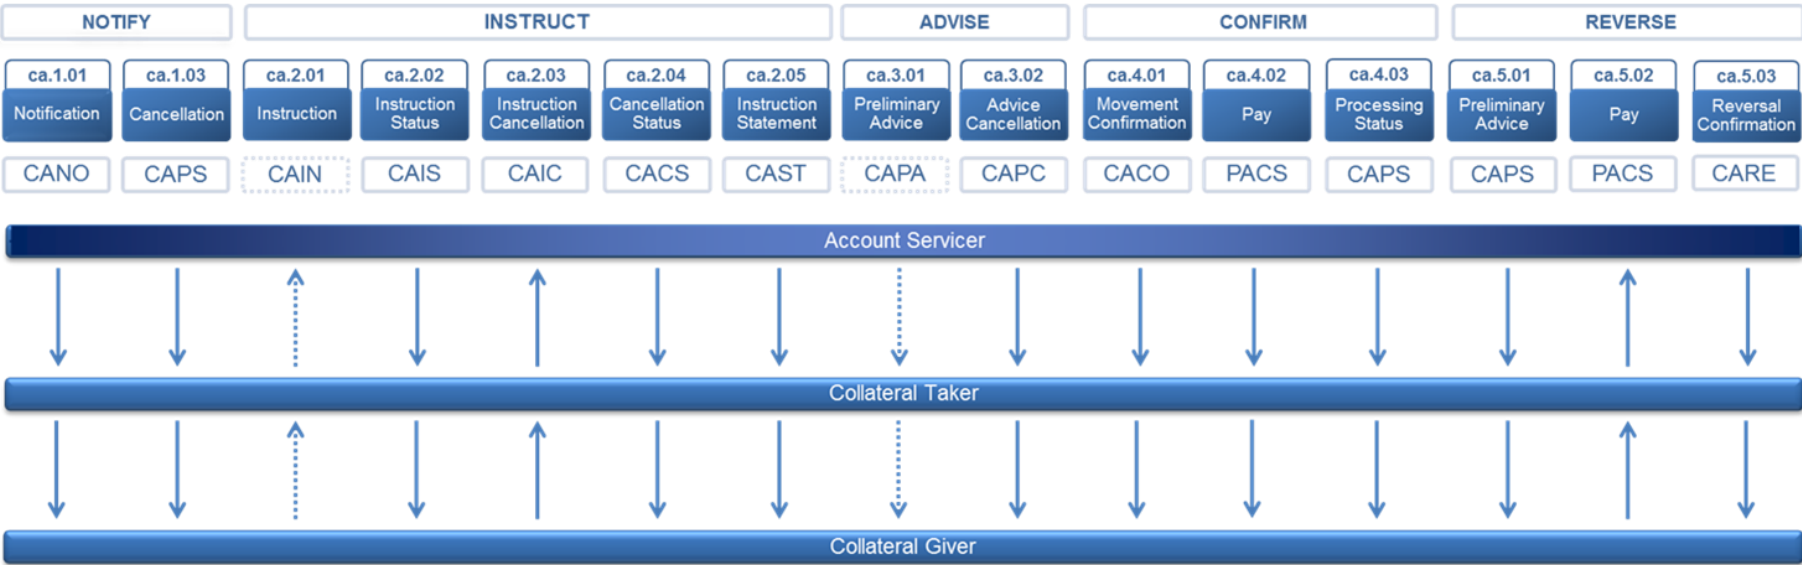 NOTIFY INSTRUCT ADVISE CONFIRM REVERSE
ca.1.01 ca.1.03 ca.2.01 ca.2.02 ca.2.03 ca.2.04 ca.2.05 ca.3.01 ca.3.02 ca.4.01 ca.4.02 ca.4.03 ca.5.01 ca.5.02 ca.5.03
Notification
Cancellation
Instruction
Instruction
Status
Instruction
Cancellation
Cancellation
Status
Instruction
Statement
Preliminary
Advice
Advice
Cancellation
Movement
Confirmation
Pay
Processing
Status
Preliminary
Advice
Pay
Reversal
Confirmation
CANO CAPS CAIN CAIS CAIC CACS CAST CAPA CAPC CACO PACS CAPS CAPS PACS CARE
Account Servicer
Collateral Taker
Collateral Giver